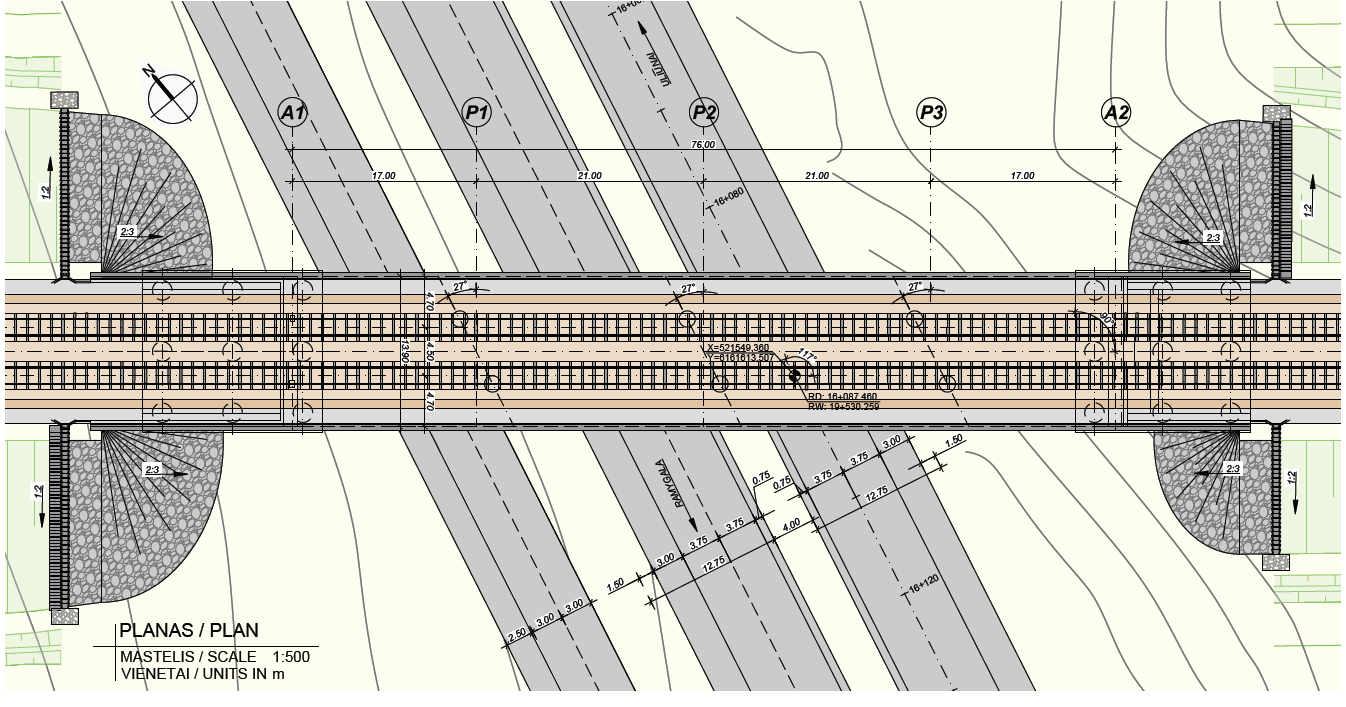 16+0
ULIŪNAI
N
A1
P1
P2
P3
A2
76.00
17.00
21.00
21.00
17.00
16+080
1:2
2:3
2:3
1:2
27°
27°
27°
4.70
90°
13.90
4.50
X=521549.360
Y=6161613.507
117°
4.70
RD: 16+087.460
RW: 19+530.259
2:3
1:2
RAMYGALA
0.75
0.75
3.75
3.75
3.00
1.50
12.75
2:3
1:2
2.50
3.00
3.00
1.50
3.00
3.75
3.75
4.00
12.75
16+120
PLANAS / PLAN
MASTELIS / SCALE 1:500
VIENETAI / UNITS IN m